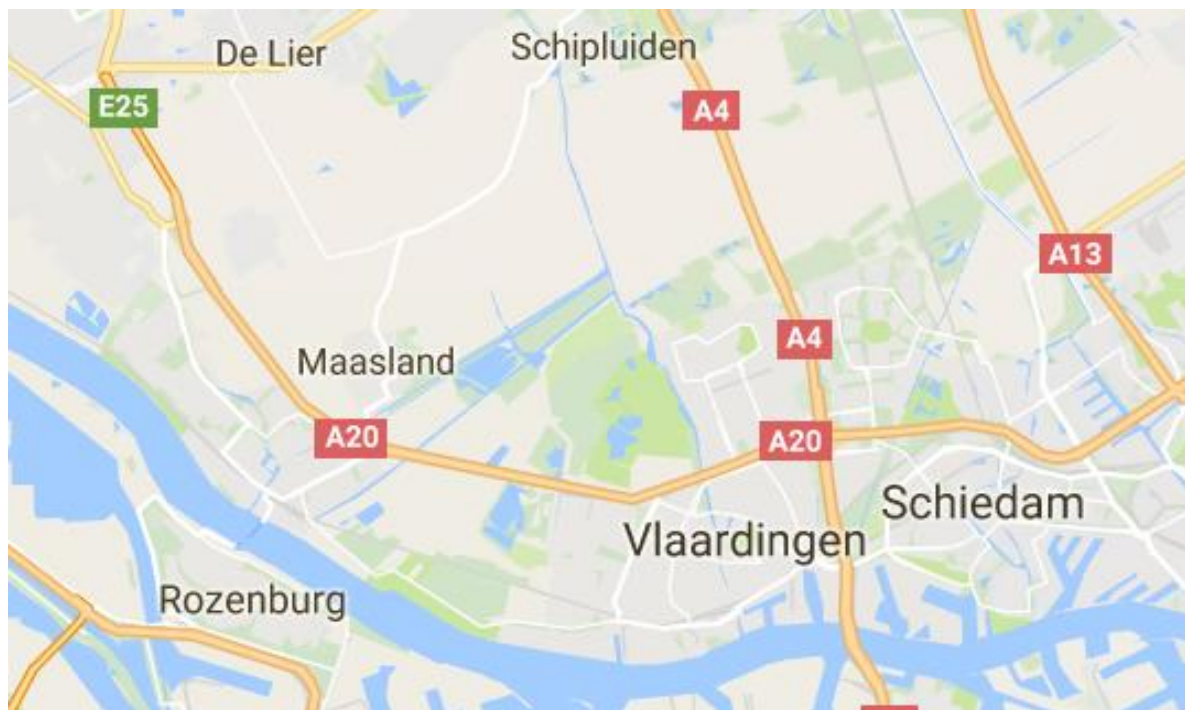 De Lier
Schipluiden
E25
A4
A13
A4
Maasland
A20
A20
Schiedam
Vlaardingen
Rozenburg